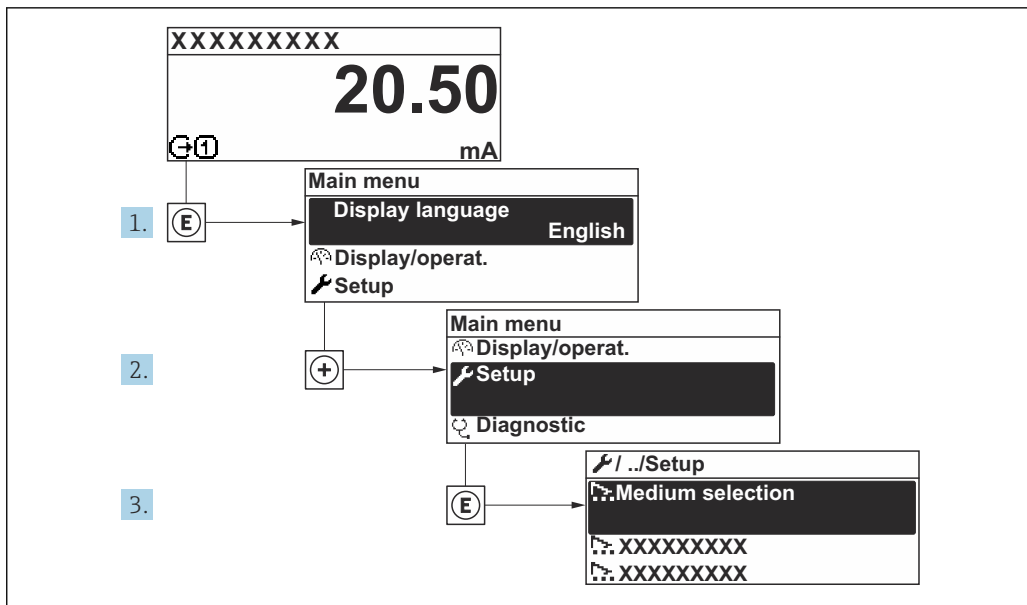 XXXXXXXXX
20.50
1
mA
Main menu
1.
E
Display language
English
Display/operat.
Setup
Main menu
2.
+
Display/operat.
Setup
Diagnostic
/ ../Setup
3.
E
Medium selection
XXXXXXXXX
XXXXXXXXX